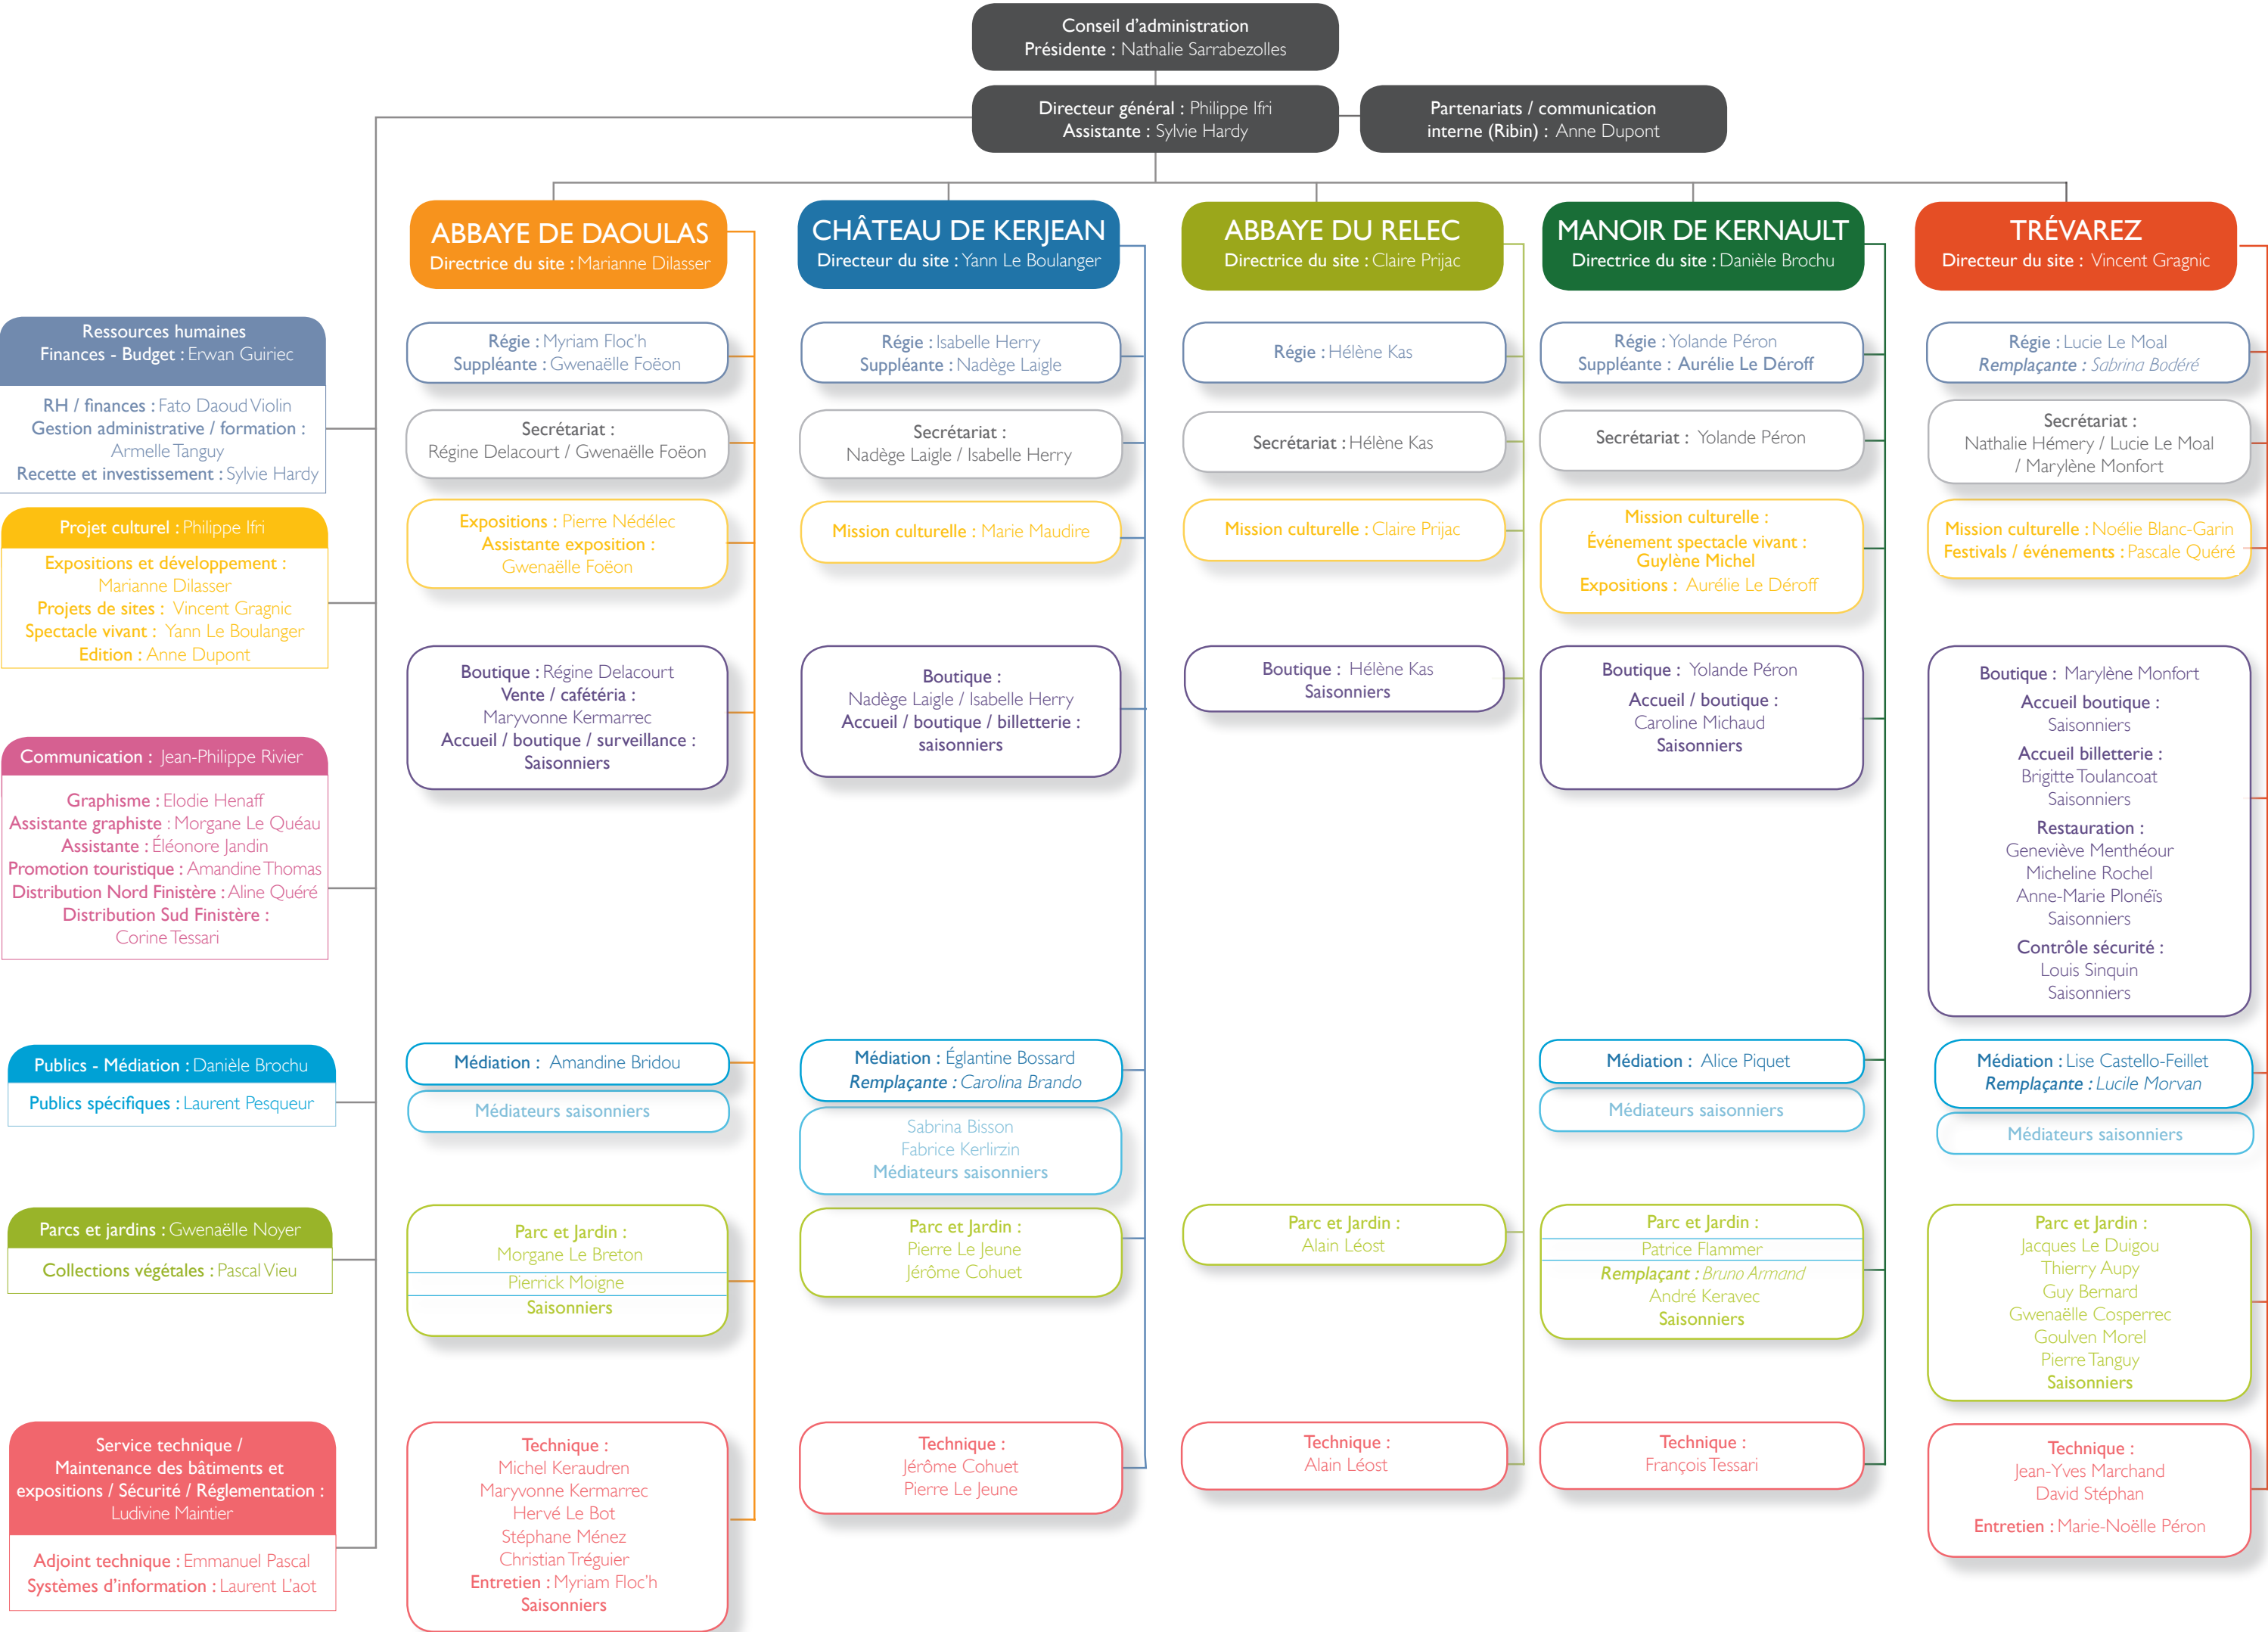 Conseil d'administration
Présidente : Nathalie Sarrabezolles
Directeur général : Philippe Ifri
Assistante : Sylvie Hardy
Partenariats / communication
interne (Ribin) : Anne Dupont
Ressources humaines
Finances - Budget : Erwan Guiriec
RH / finances : Fato Daoud Violin
Gestion administrative / formation :
Armelle Tanguy
Recette et investissement : Sylvie Hardy
Projet culturel : Philippe Ifri
Expositions et développement :
Marianne Dilasser
Projets de sites : Vincent Gragnic
Spectacle vivant : Yann Le Boulanger
Edition : Anne Dupont
Communication : Jean-Philippe Rivier
Graphisme : Elodie Henaff
Assistante graphiste : Morgane Le Quéau
Assistante : Éléonore Jandin
Promotion touristique : Amandine Thomas
Distribution Nord Finistère : Aline Quéré
Distribution Sud Finistère :
Corine Tessari
Publics - Médiation : Danièle Brochu
Publics spécifiques : Laurent Pesqueur
Parcs et jardins : Gwenaëlle Noyer
Collections végétales : Pascal Vieu
Service technique /
Maintenance des bâtiments et
expositions / Sécurité / Réglementation :
Ludivine Maintier
Adjoint technique : Emmanuel Pascal
Systèmes d'information : Laurent L'aot
ABBAYE DE DAOULAS
Directrice du site : Marianne Dilasser
Régie : Myriam Floc'h
Suppléante : Gwenaëlle Foëon
Secrétariat :
Régine Delacourt / Gwenaëlle Foëon
Expositions : Pierre Nédélec
Assistante exposition :
Gwenaëlle Foëon
Boutique : Régine Delacourt
Vente / cafétéria :
Maryvonne Kermarrec
Accueil / boutique / surveillance :
Saisonniers
Médiation : Amandine Bridou
Médiateurs saisonniers
Parc et Jardin :
Morgane Le Breton
Pierrick Moigne
Saisonniers
Technique :
Michel Keraudren
Maryvonne Kermarrec
Hervé Le Bot
Stéphane Ménez
Christian Tréguier
Entretien : Myriam Floc'h
Saisonniers
CHÂTEAU DE KERJEAN
Directeur du site : Yann Le Boulanger
Régie : Isabelle Herry
Suppléante : Nadège Laigle
Secrétariat :
Nadège Laigle / Isabelle Herry
Mission culturelle : Marie Maudire
Boutique :
Nadège Laigle / Isabelle Herry
Accueil / boutique / billetterie :
saisonniers
Médiation : Églantine Bossard
Remplaçante : Carolina Brando
Sabrina Bisson
Fabrice Kerlirzin
Médiateurs saisonniers
Parc et Jardin :
Pierre Le Jeune
Jérôme Cohuet
Technique :
Jérôme Cohuet
Pierre Le Jeune
ABBAYE DU RELEC
Directrice du site : Claire Prijac
Régie : Hélène Kas
Secrétariat : Hélène Kas
Mission culturelle : Claire Prijac
Boutique : Hélène Kas
Saisonniers
Parc et Jardin :
Alain Léost
Technique :
Alain Léost
MANOIR DE KERNAULT
Directrice du site : Danièle Brochu
Régie : Yolande Péron
Suppléante : Aurélie Le Déroff
Secrétariat : Yolande Péron
Mission culturelle :
Événement spectacle vivant :
Guylène Michel
Expositions : Aurélie Le Déroff
Boutique : Yolande Péron
Accueil / boutique :
Caroline Michaud
Saisonniers
Médiation : Alice Piquet
Médiateurs saisonniers
Parc et Jardin :
Patrice Flammer
Remplaçant : Bruno Armand
André Keravec
Saisonniers
Technique :
François Tessari
TRÉVAREZ
Directeur du site : Vincent Gragnic
Régie : Lucie Le Moal
Remplaçante : Sabrina Bodéré
Secrétariat :
Nathalie Hémery / Lucie Le Moal
/ Marylène Monfort
Mission culturelle : Noélie Blanc-Garin
Festivals / événements : Pascale Quéré
Boutique : Marylène Monfort
Accueil boutique :
Saisonniers
Accueil billetterie :
Brigitte Toulancoat
Saisonniers
Restauration :
Geneviève Menthéour
Micheline Rochel
Anne-Marie Plonéïs
Saisonniers
Contrôle sécurité :
Louis Sinquin
Saisonniers
Médiation : Lise Castello-Feillet
Remplaçante : Lucile Morvan
Médiateurs saisonniers
Parc et Jardin :
Jacques Le Duigou
Thierry Aupy
Guy Bernard
Gwenaëlle Cosperrec
Goulven Morel
Pierre Tanguy
Saisonniers
Technique :
Jean-Yves Marchand
David Stéphan
Entretien : Marie-Noëlle Péron